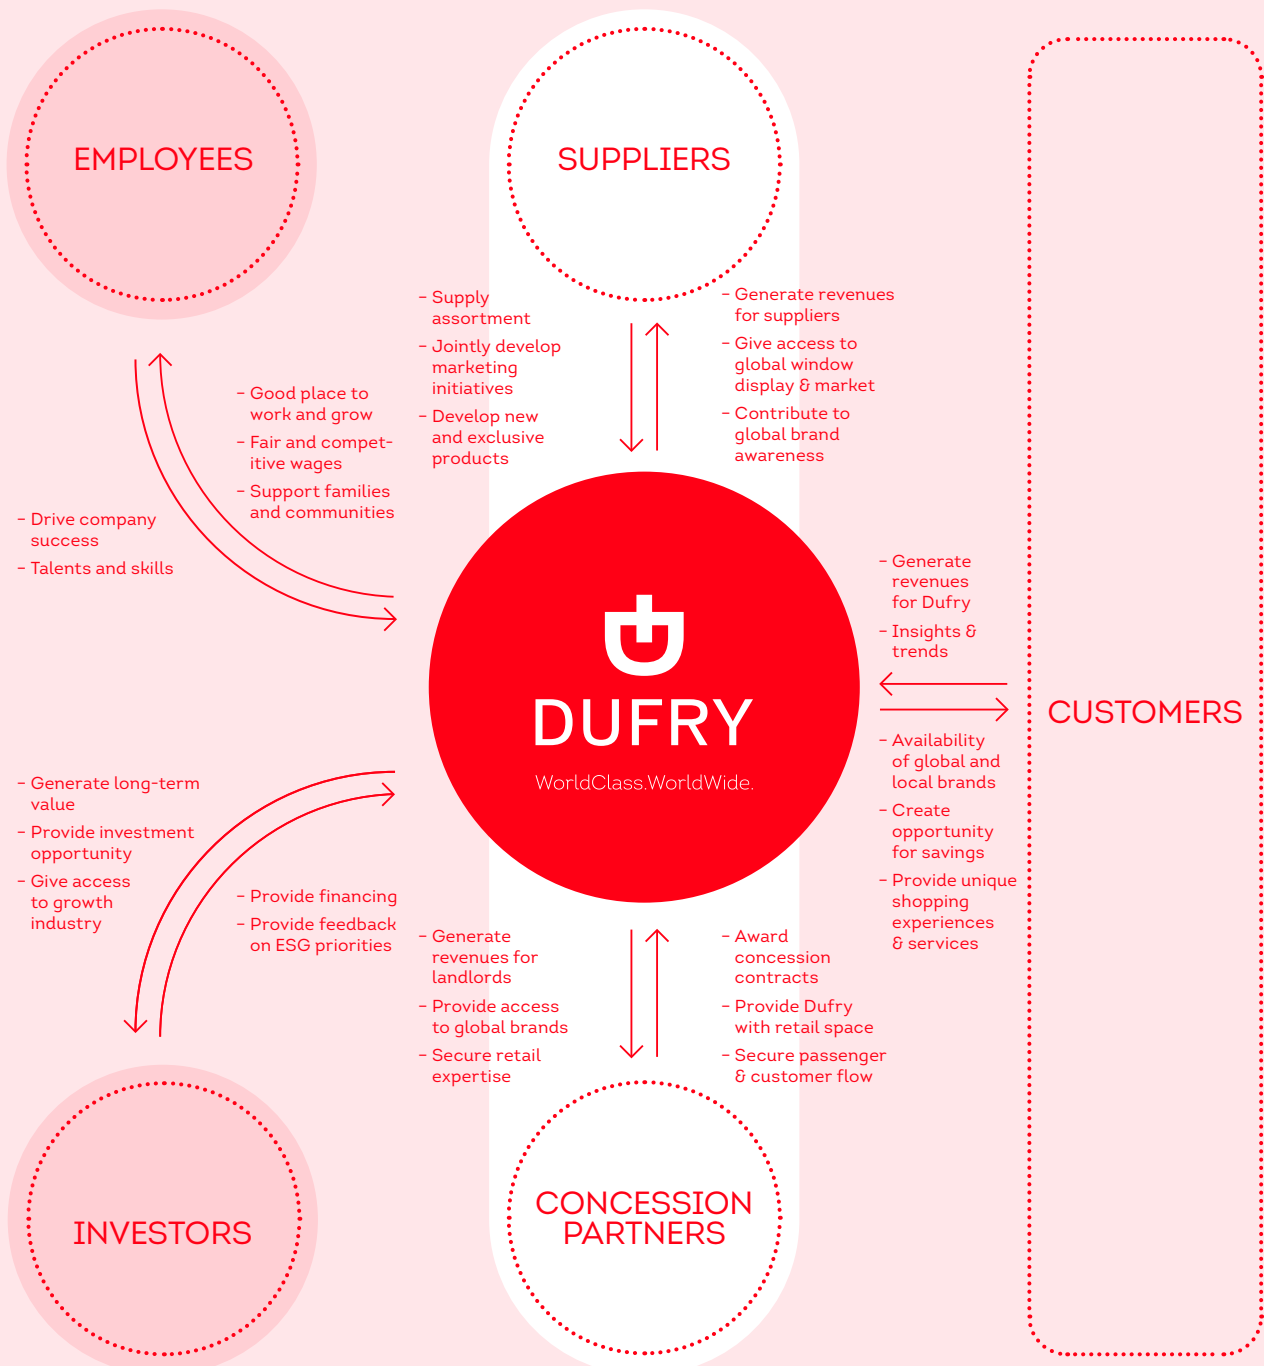 EMPLOYEES
SUPPLIERS
– Supply
assortment
– Jointly develop
marketing
initiatives
– Develop new
and exclusive
products
– Generate revenues
for suppliers
– Give access to
global window
display & market
– Contribute to
global brand
awareness
– Good place to
work and grow
– Fair and compet-
itive wages
– Support families
and communities
– Drive company
success
– Talents and skills
DUFRY
WorldClass.WorldWide.
– Generate
revenues
for Dufry
– Insights &
trends
CUSTOMERS
– Availability
of global and
local brands
– Create
opportunity
for savings
– Provide unique
shopping
experiences
& services
– Generate long-term
value
– Provide investment
opportunity
– Give access
to growth
industry
– Provide financing
– Provide feedback
on ESG priorities
– Generate
revenues for
landlords
– Provide access
to global brands
– Secure retail
expertise
– Award
concession
contracts
– Provide Dufry
with retail space
– Secure passenger
& customer flow
INVESTORS
CONCESSION
PARTNERS